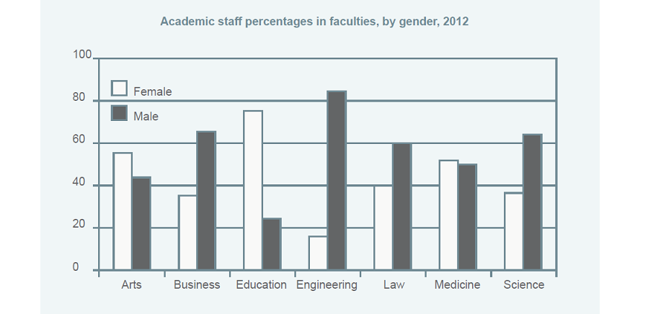 Academic staff percentages in faculties, by gender, 2012
100
80
60
40
20
0
Female
Male
Arts Business Education Engineering Law Medicine Science